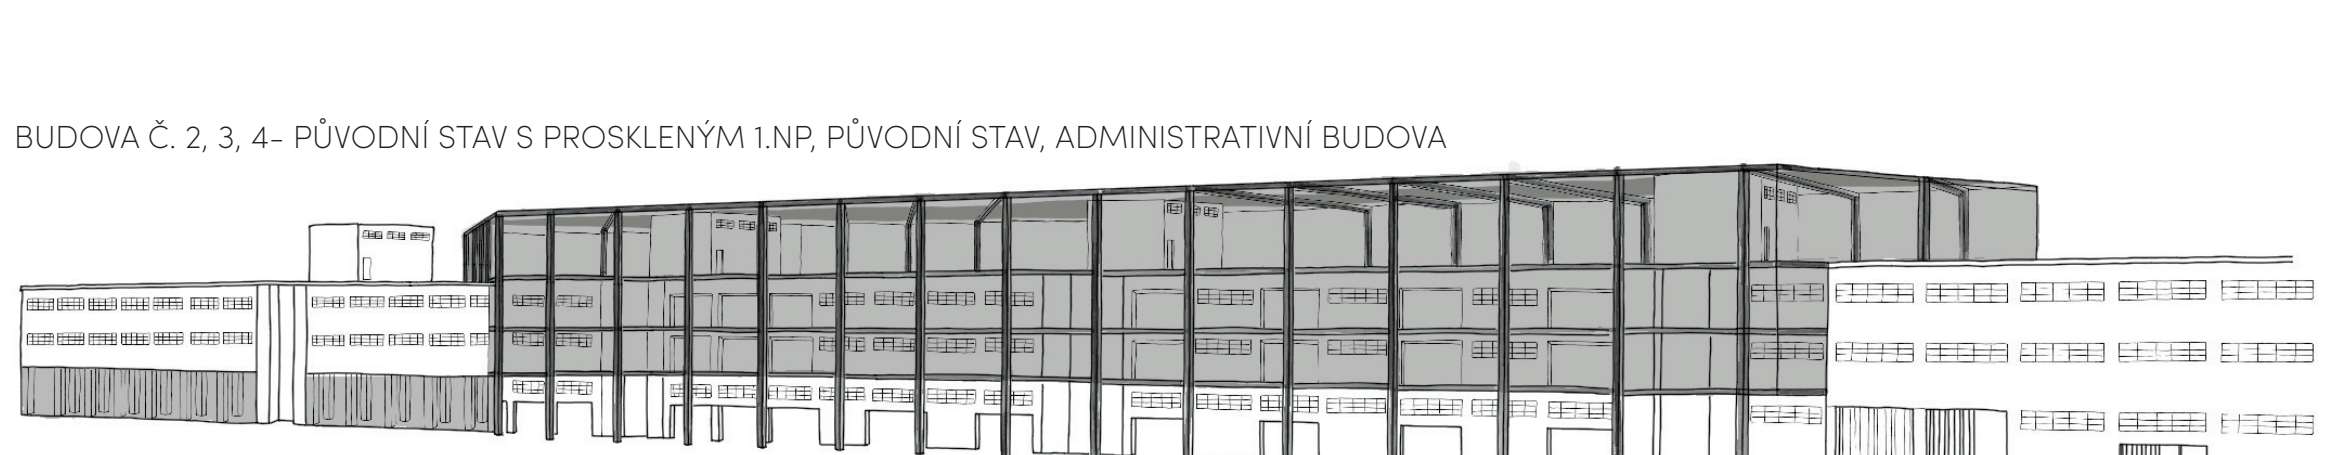 BUDOVA Č. 2, 3, 4- PŮVODNÍ STAV S PROSKLENÝM 1.NP, PŮVODNÍ STAV, ADMINISTRATIVNÍ BUDOVA